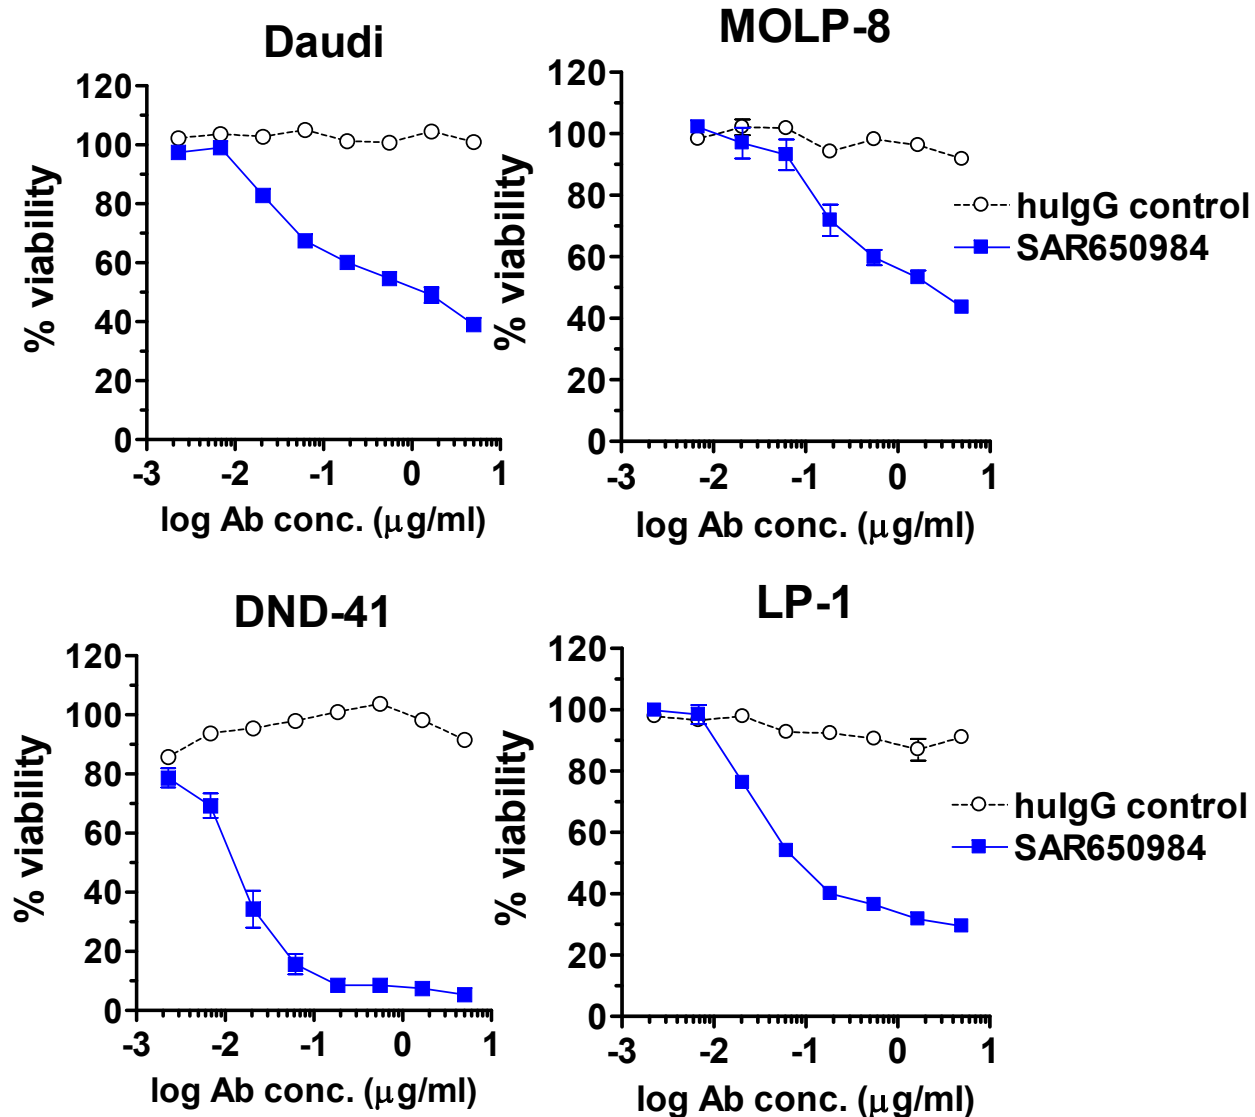 Daudi
120
100
80
60
40
20
0
% viability
-3 -2 -1 0 1
log Ab conc. (μg/ml)
MOLP-8
120
100
80
60
40
20
0
% viability
-3 -2 -1 0 1
log Ab conc. (μg/ml)
huIgG control
SAR650984
DND-41
120
100
80
60
40
20
0
% viability
-3 -2 -1 0 1
log Ab conc. (μg/ml)
LP-1
120
100
80
60
40
20
0
% viability
-3 -2 -1 0 1
log Ab conc. (μg/ml)
huIgG control
SAR650984